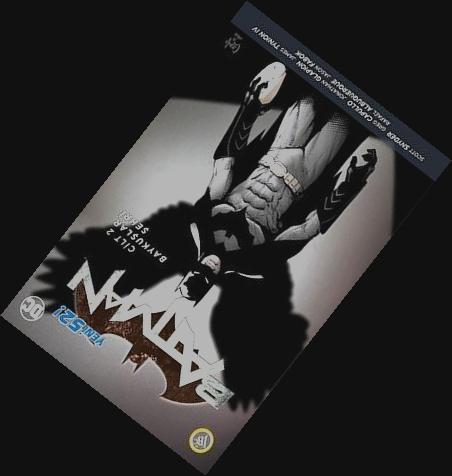 JBC
DC
YENİ 52!
BATMAN
CİLT 2
BAYKUŞLAR
ŞEHRİ
SCOTT SNYDER GREG CAPULLO JONATHAN GLAPION JAMES TYNION IV
RAFAEL ALBUQUERQUE JASON FABOK